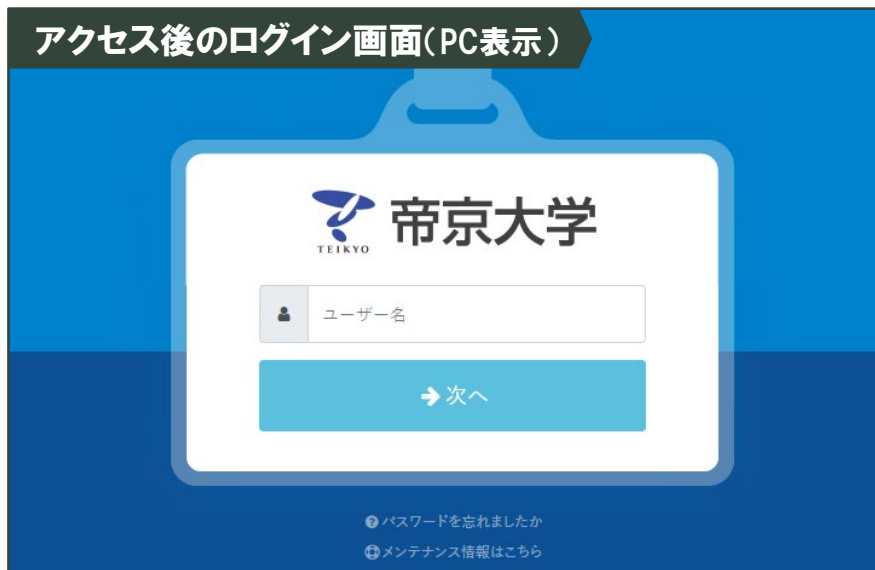 アクセス後のログイン画面(PC表示)
帝京大学
TEIKYO
ユーザー名
次へ
パスワードを忘れましたか
メンテナンス情報はこちら